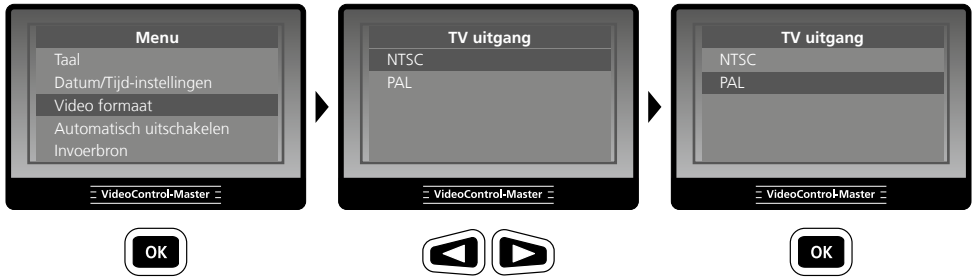 Menu
Taal
Datum/Tijd-instellingen
Video formaat
Automatisch uitschakelen
Invoerbron
VideoControl-Master
OK
TV uitgang
NTSC
PAL
VideoControl-Master
TV uitgang
NTSC
PAL
VideoControl-Master
OK